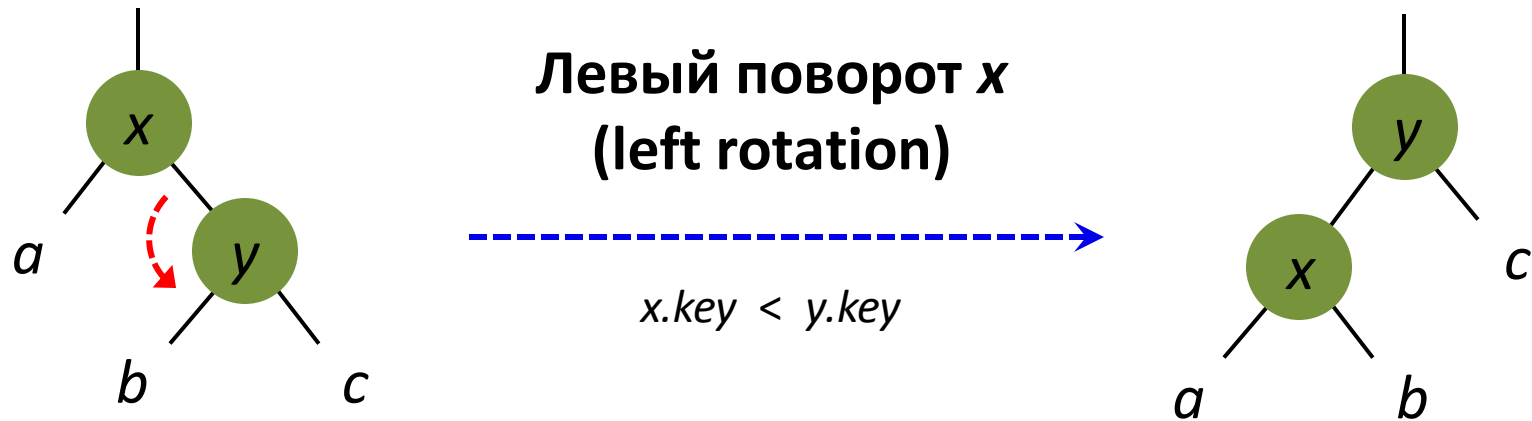 Левый поворот x
(left rotation)
x.key < y.key
x
a
y
b
c
y
x
c
a
b